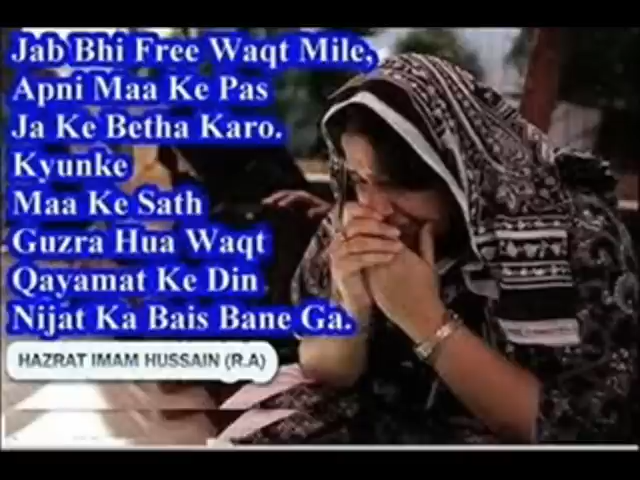 Jab Bhi Free Waqt Mile,
Apni Maa Ke Pas
Ja Ke Betha Karo.
Kyunke
Maa Ke Sath
Guzra Hua Waqt
Qayamat Ke Din
Nijat Ka Bais Bane Ga.
HAZRAT IMAM HUSSAIN (R.A)